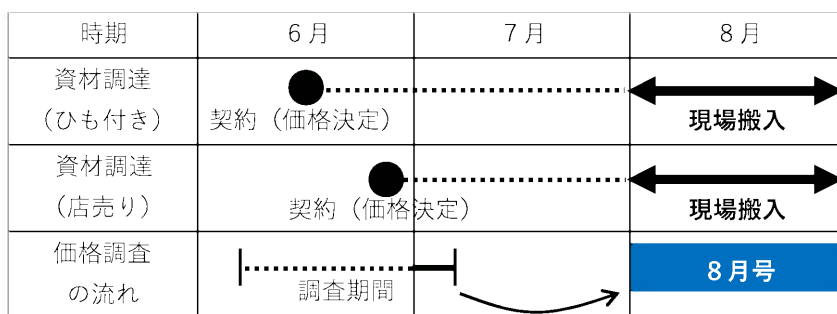 時期
６月
７月
８月
資材調達
（ひも付き）
契約（価格決定）
現場搬入
資材調達
（店売り）
契約（価格決定）
現場搬入
価格調査
の流れ
調査期間
８月号